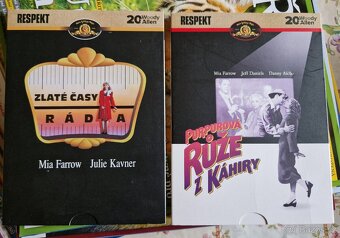 RESPEKT
20 Woody Allen
ZLATÉ ČASY
RÁDIA
Mia Farrow Julie Kavner
RESPEKT
20 Woody Allen
Mia Farrow Jeff Daniels Danny Aiello
PURPUROVÁ
RŮŽE
Z KÁHIRY